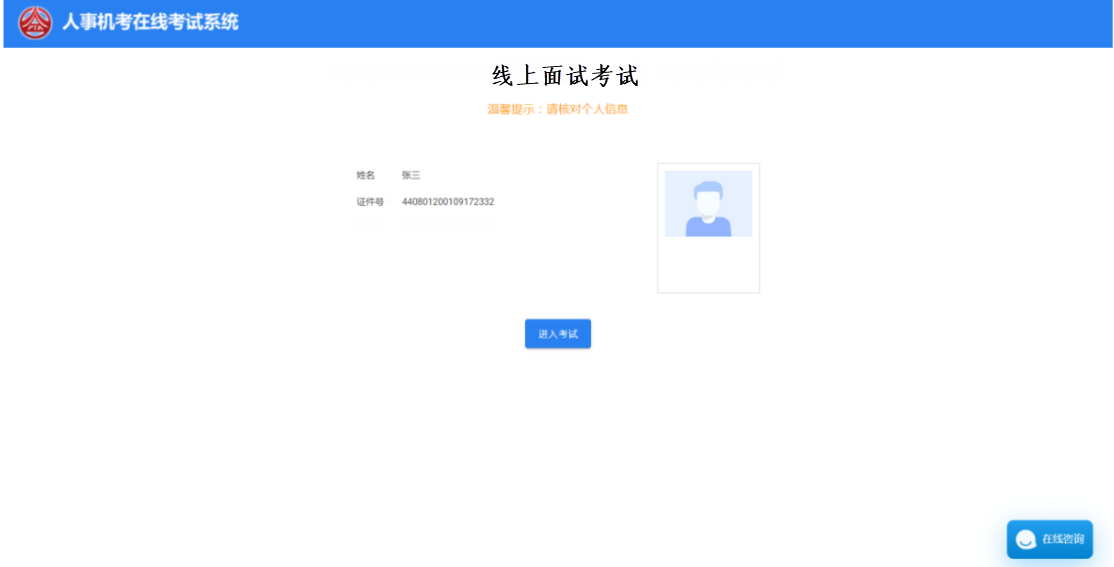 人事机考在线考试系统
线上面试考试
温馨提示：请核对个人信息
姓名 张三
证件号 440801200109172332
进入考试
在线咨询